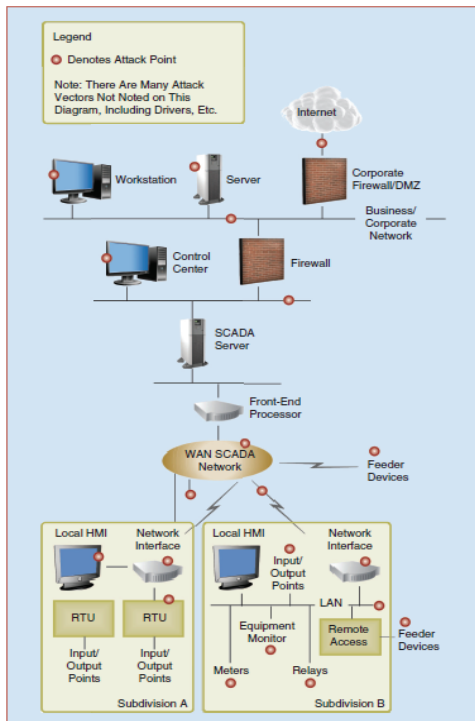 Legend
Denotes Attack Point
Note: There Are Many Attack
Vectors Not Noted on This
Diagram, Including Drivers, Etc.
Internet
Workstation
Server
Corporate
Firewall/DMZ
Business/
Corporate
Network
Control
Center
Firewall
SCADA
Server
Front-End
Processor
WAN SCADA
Network
Feeder
Devices
Local HMI
Network
Interface
RTU
RTU
Input/
Output
Points
Input/
Output
Points
Subdivision A
Local HMI
Input/
Output
Points
Network
Interface
LAN
Equipment
Monitor
Remote
Access
Feeder
Devices
Meters
Relays
Subdivision B